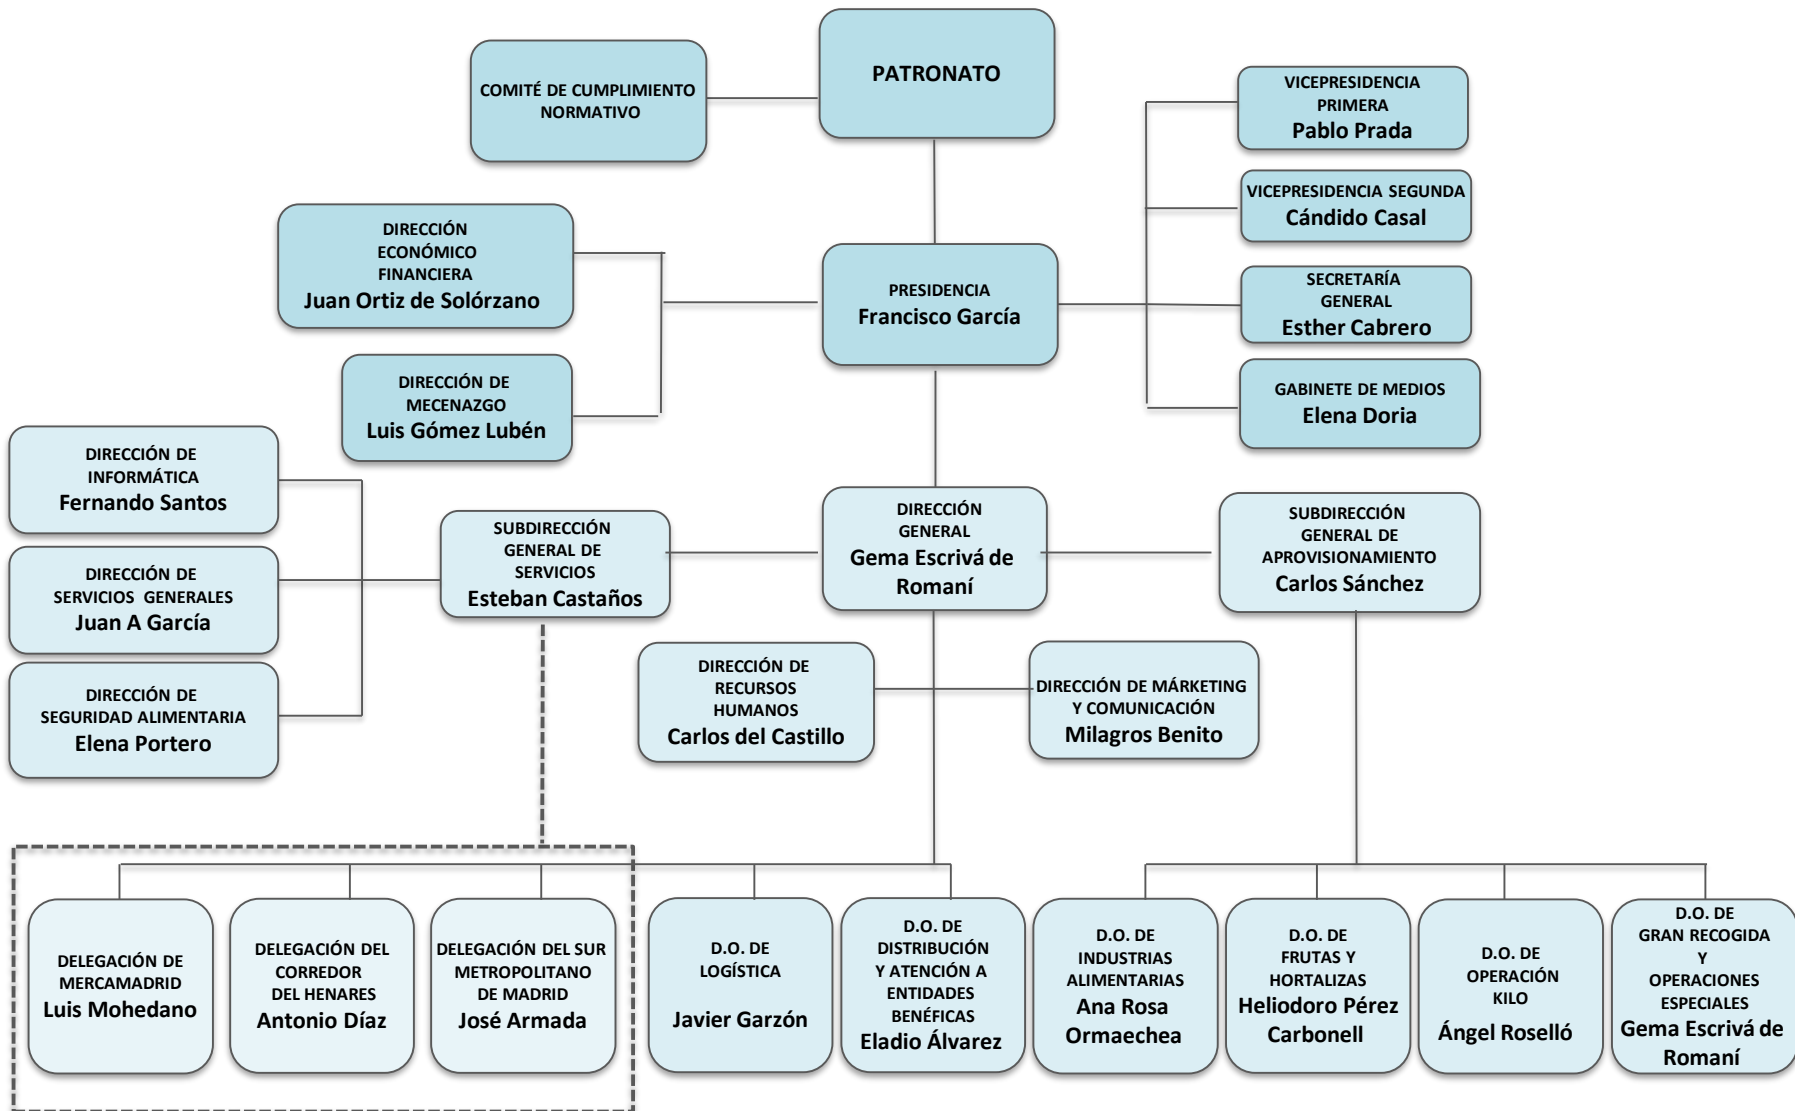 COMITÉ DE CUMPLIMIENTO
NORMATIVO
PATRONATO
VICEPRESIDENCIA
PRIMERA
Pablo Prada
VICEPRESIDENCIA SEGUNDA
Cándido Casal
DIRECCIÓN
ECONÓMICO
FINANCIERA
Juan Ortiz de Solórzano
PRESIDENCIA
Francisco García
SECRETARÍA
GENERAL
Esther Cabrero
DIRECCIÓN DE
MECENAZGO
Luis Gómez Lubén
GABINETE DE MEDIOS
Elena Doria
DIRECCIÓN DE
INFORMÁTICA
Fernando Santos
SUBDIRECCIÓN
GENERAL DE
SERVICIOS
Esteban Castaños
DIRECCIÓN
GENERAL
Gema Escrivá de
Romaní
SUBDIRECCIÓN
GENERAL DE
APROVISIONAMIENTO
Carlos Sánchez
DIRECCIÓN DE
SERVICIOS GENERALES
Juan A García
DIRECCIÓN DE
SEGURIDAD ALIMENTARIA
Elena Portero
DIRECCIÓN DE
RECURSOS
HUMANOS
Carlos del Castillo
DIRECCIÓN DE MÁRKETING
Y COMUNICACIÓN
Milagros Benito
DELEGACIÓN DE
MERCAMADRID
Luis Mohedano
DELEGACIÓN DEL
CORREDOR
DEL HENARES
Antonio Díaz
DELEGACIÓN DEL SUR
METROPOLITANO
DE MADRID
José Armada
D.O. DE
LOGÍSTICA
Javier Garzón
D.O. DE
DISTRIBUCIÓN
Y ATENCIÓN A
ENTIDADES
BENÉFICAS
Eladio Álvarez
D.O. DE
INDUSTRIAS
ALIMENTARIAS
Ana Rosa
Ormaechea
D.O. DE
FRUTAS Y
HORTALIZAS
Heliodoro Pérez
Carbonell
D.O. DE
OPERACIÓN
KILO
Ángel Roselló
D.O. DE
GRAN RECOGIDA
Y
OPERACIONES
ESPECIALES
Gema Escrivá de
Romaní